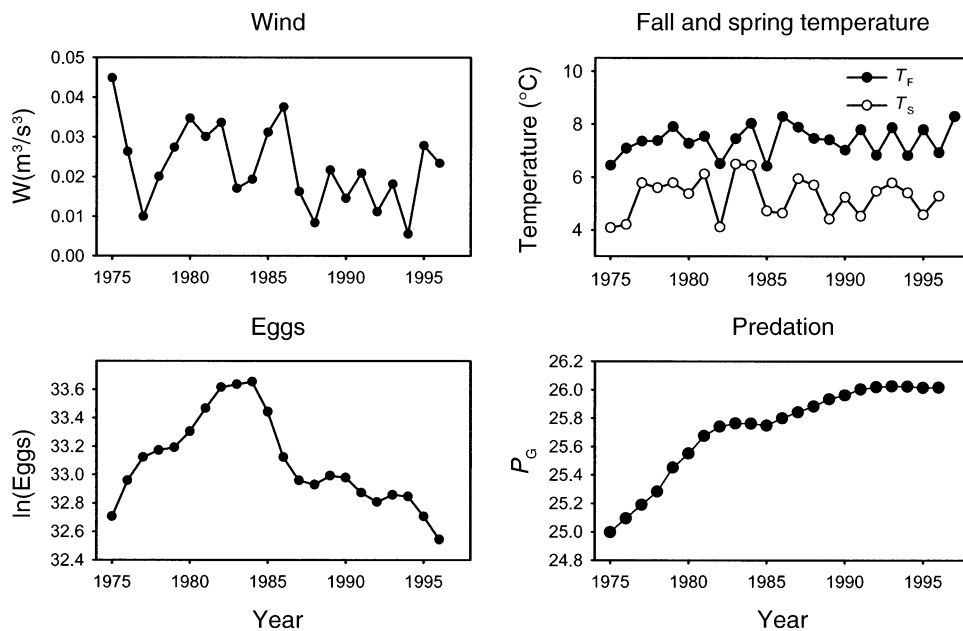 Wind
W(m³/s³)
0.05
0.04
0.03
0.02
0.01
0.00
1975 1980 1985 1990 1995
Fall and spring temperature
Temperature (°C)
10
8
6
4
T_F
T_S
1975 1980 1985 1990 1995
Eggs
ln(Eggs)
33.6
33.4
33.2
33.0
32.8
32.6
32.4
1975 1980 1985 1990 1995
Year
Predation
P_G
26.2
26.0
25.8
25.6
25.4
25.2
25.0
24.8
1975 1980 1985 1990 1995
Year